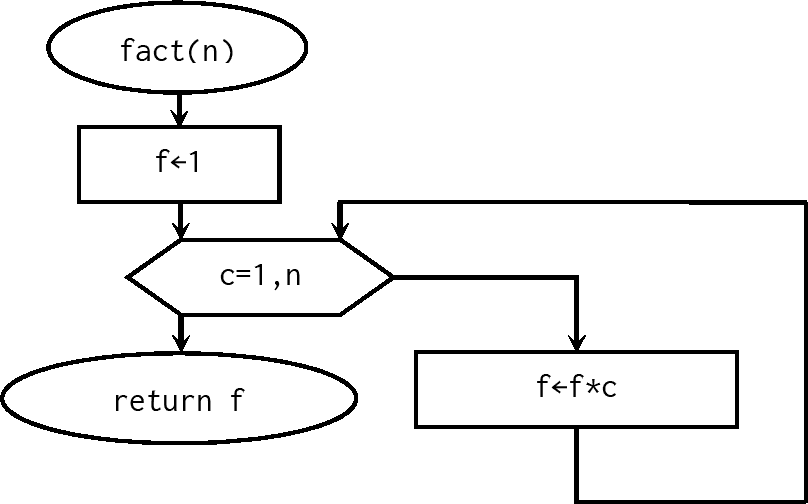 fact(n)
f←1
c=1,n
return f
f←f*c